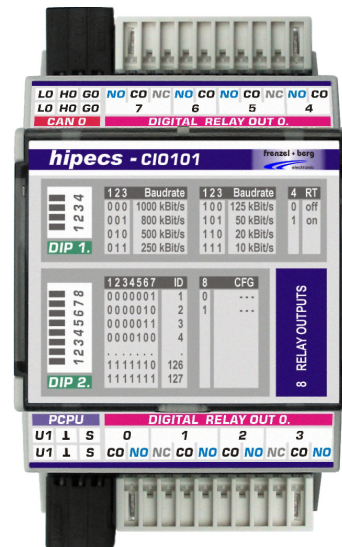 LO HO GO NO CO NC NO CO NO CO NC NO CO
LO HO GO 7 6 5 4
CAN 0 DIGITAL RELAY OUT 0.
hipecs - CIO101
frenzel + berg
electronic
1 2 3 Baudrate 1 2 3 Baudrate 4 RT
0 0 0 1000 kBit/s 1 0 0 125 kBit/s 0 off
0 0 1 800 kBit/s 1 0 1 50 kBit/s 1 on
0 1 0 500 kBit/s 1 1 0 20 kBit/s
0 1 1 250 kBit/s 1 1 1 10 kBit/s
1 2 3 4
DIP 1.
1 2 3 4 5 6 7 ID 8 CFG
0 0 0 0 0 0 1 1 0 - - -
0 0 0 0 0 1 0 2 1 - - -
0 0 0 0 0 1 1 3
0 0 0 0 1 0 0 4
. . . . . . . .
1 1 1 1 1 1 0 126
1 1 1 1 1 1 1 127
1 2 3 4 5 6 7 8
DIP 2.
8 RELAY OUTPUTS
PCPU DIGITAL RELAY OUT 0.
U1 ⊥ S 0 1 2 3
U1 ⊥ S CO NO NC CO NO CO NO NC CO NO